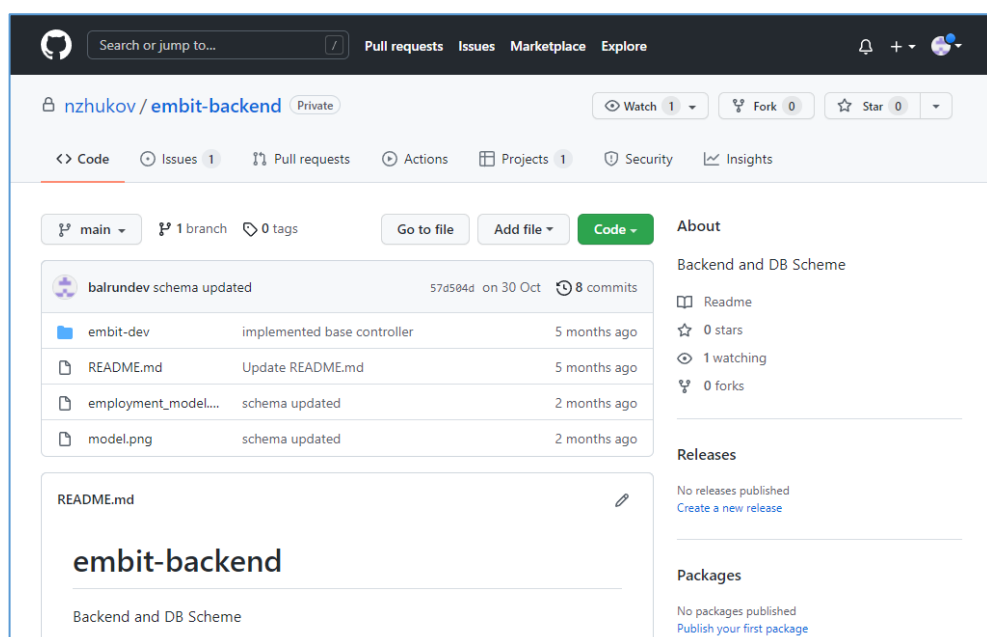 Search or jump to... /
Pull requests Issues Marketplace Explore
nzhukov / embit-backend Private
Watch 1 Fork 0 Star 0
Code Issues 1 Pull requests Actions Projects 1 Security Insights
main 1 branch 0 tags Go to file Add file Code
balrundev schema updated 57d504d on 30 Oct 8 commits
embit-dev implemented base controller 5 months ago
README.md Update README.md 5 months ago
employment_model.... schema updated 2 months ago
model.png schema updated 2 months ago
README.md
embit-backend
Backend and DB Scheme
About
Backend and DB Scheme
Readme
0 stars
1 watching
0 forks
Releases
No releases published
Create a new release
Packages
No packages published
Publish your first package